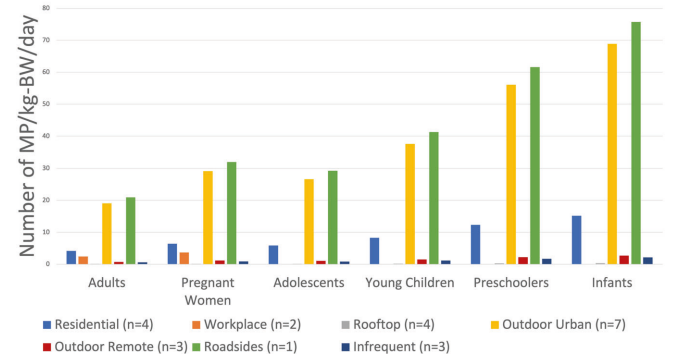 Number of MP/kg-BW/day
80
70
60
50
40
30
20
10
0
Adults
Pregnant
Women
Adolescents
Young Children
Preschoolers
Infants
Residential (n=4)
Workplace (n=2)
Rooftop (n=4)
Outdoor Urban (n=7)
Outdoor Remote (n=3)
Roadsides (n=1)
Infrequent (n=3)